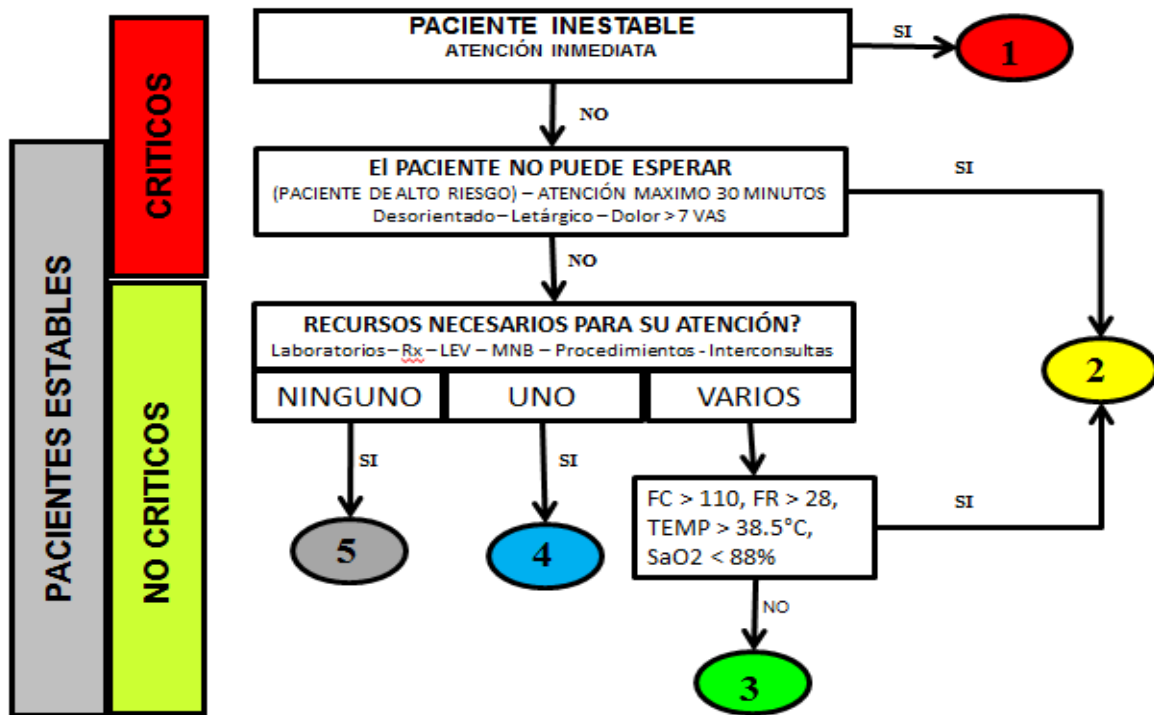 PACIENTES ESTABLES
CRITICOS
NO CRITICOS
PACIENTE INESTABLE
ATENCIÓN INMEDIATA
SI
1
NO
El PACIENTE NO PUEDE ESPERAR
(PACIENTE DE ALTO RIESGO) – ATENCIÓN MAXIMO 30 MINUTOS
Desorientado – Letárgico – Dolor > 7 VAS
SI
NO
RECURSOS NECESARIOS PARA SU ATENCIÓN?
Laboratorios – Rx – LEV – MNB – Procedimientos - Interconsultas
2
NINGUNO
UNO
VARIOS
SI
SI
FC > 110, FR > 28,
TEMP > 38.5°C,
SaO2 < 88%
SI
5
4
NO
3